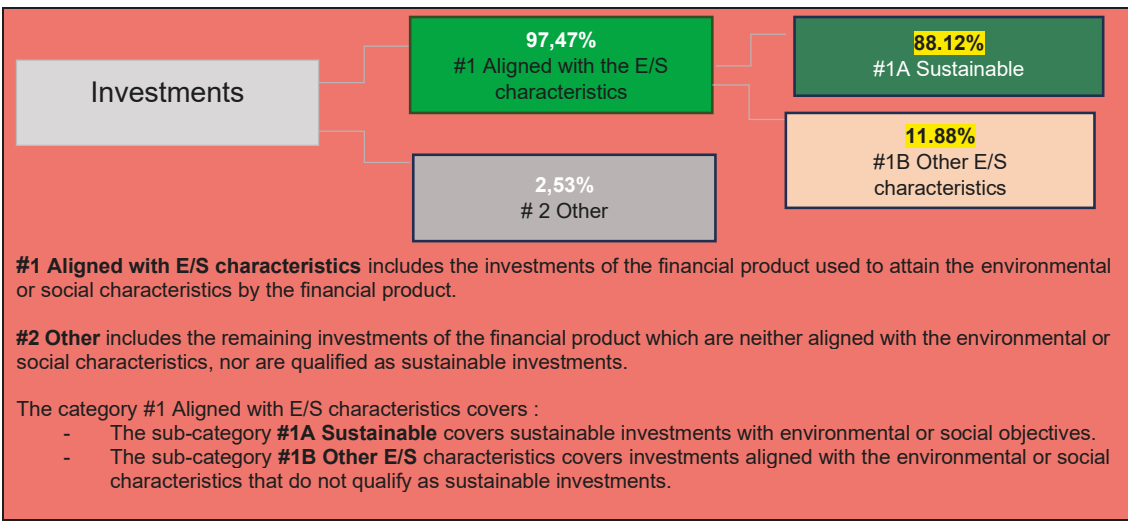 Investments
97,47%
#1 Aligned with the E/S
characteristics
88.12%
#1A Sustainable
11.88%
#1B Other E/S
characteristics
2,53%
# 2 Other
#1 Aligned with E/S characteristics includes the investments of the financial product used to attain the environmental
or social characteristics by the financial product.
#2 Other includes the remaining investments of the financial product which are neither aligned with the environmental or
social characteristics, nor are qualified as sustainable investments.
The category #1 Aligned with E/S characteristics covers :
- The sub-category #1A Sustainable covers sustainable investments with environmental or social objectives.
- The sub-category #1B Other E/S characteristics covers investments aligned with the environmental or social
characteristics that do not qualify as sustainable investments.